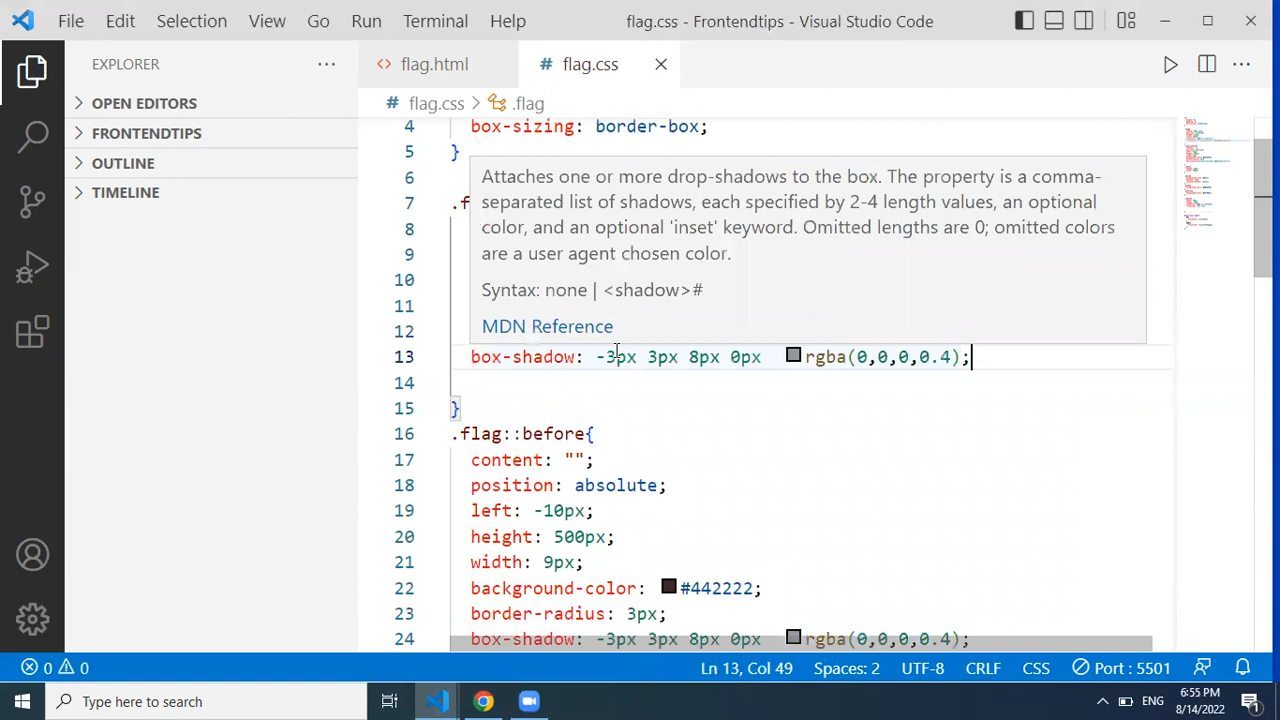 File Edit Selection View Go Run Terminal Help flag.css - Frontendtips - Visual Studio Code
EXPLORER
OPEN EDITORS
FRONTENDTIPS
OUTLINE
TIMELINE
flag.html # flag.css
# flag.css > .flag
4 box-sizing: border-box;
5 }
6
7 .f
8
9
10
11
12
Attaches one or more drop-shadows to the box. The property is a comma-
separated list of shadows, each specified by 2-4 length values, an optional
color, and an optional 'inset' keyword. Omitted lengths are 0; omitted colors
are a user agent chosen color.
Syntax: none | <shadow>#
MDN Reference
13 box-shadow: -3px 3px 8px 0px rgba(0,0,0,0.4);
14
15 }
16 .flag::before{
17 content: "";
18 position: absolute;
19 left: -10px;
20 height: 500px;
21 width: 9px;
22 background-color: #442222;
23 border-radius: 3px;
24 box-shadow: -3px 3px 8px 0px rgba(0,0,0,0.4);
0 0 Ln 13, Col 49 Spaces: 2 UTF-8 CRLF CSS Port : 5501
Type here to search
ENG
6:55 PM
8/14/2022
1